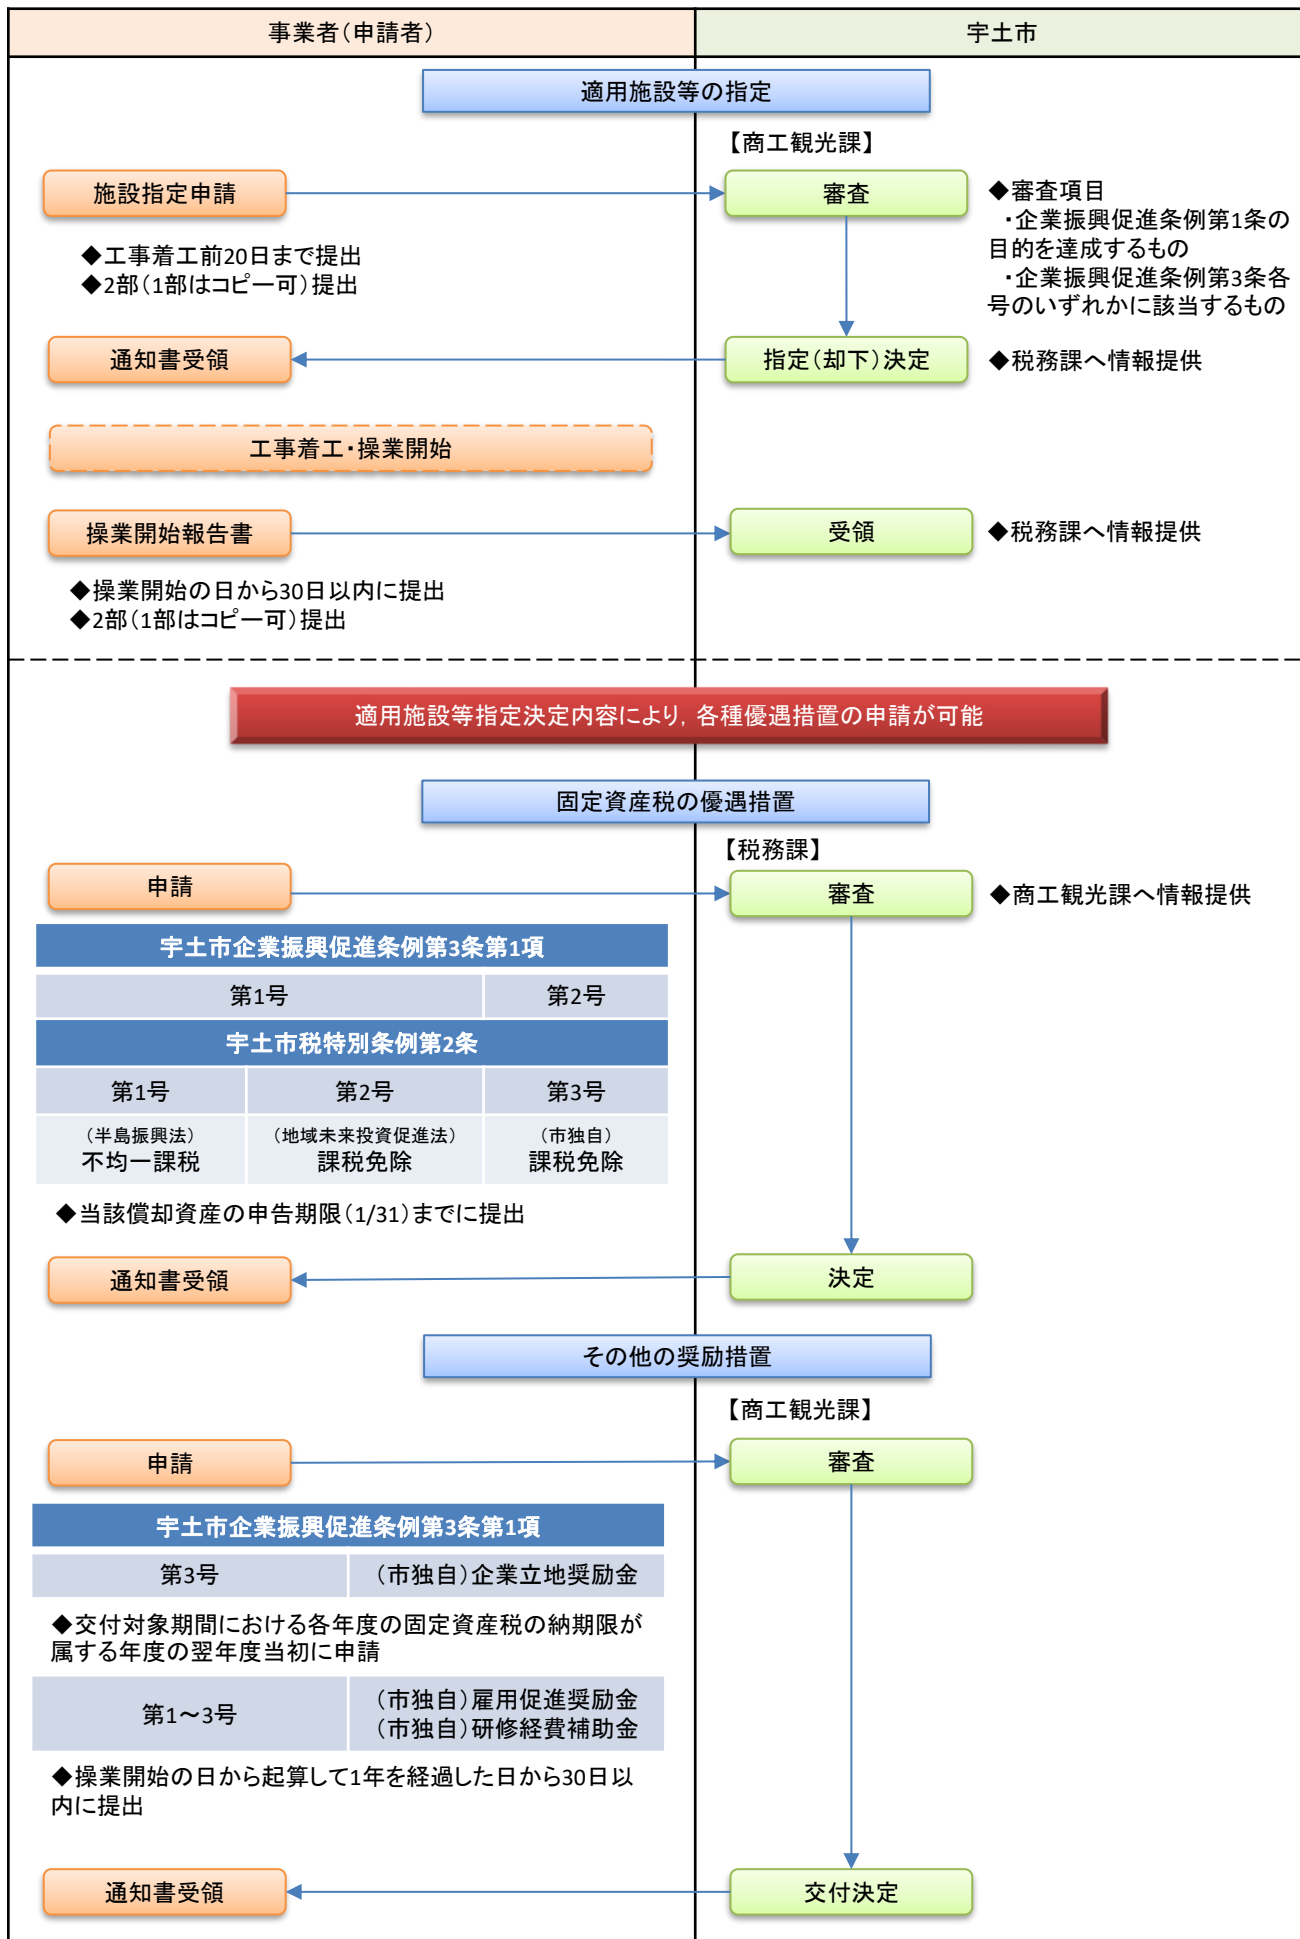 事業者（申請者）
宇土市
適用施設等の指定
【商工観光課】
施設指定申請
審査
◆審査項目
・企業振興促進条例第1条の
目的を達成するもの
・企業振興促進条例第3条各
号のいずれかに該当するもの
◆工事着工前20日まで提出
◆2部（1部はコピー可）提出
通知書受領
指定（却下）決定
◆税務課へ情報提供
工事着工・操業開始
操業開始報告書
受領
◆税務課へ情報提供
◆操業開始の日から30日以内に提出
◆2部（1部はコピー可）提出
適用施設等指定決定内容により，各種優遇措置の申請が可能
固定資産税の優遇措置
【税務課】
申請
審査
◆商工観光課へ情報提供
宇土市企業振興促進条例第3条第1項
第1号
第2号
宇土市税特別条例第2条
第1号
第2号
第3号
（半島振興法）
不均一課税
（地域未来投資促進法）
課税免除
（市独自）
課税免除
◆当該償却資産の申告期限（1/31）までに提出
通知書受領
決定
その他の奨励措置
【商工観光課】
申請
審査
宇土市企業振興促進条例第3条第1項
第3号
（市独自）企業立地奨励金
◆交付対象期間における各年度の固定資産税の納期限が
属する年度の翌年度当初に申請
第1～3号
（市独自）雇用促進奨励金
（市独自）研修経費補助金
◆操業開始の日から起算して1年を経過した日から30日以
内に提出
通知書受領
交付決定